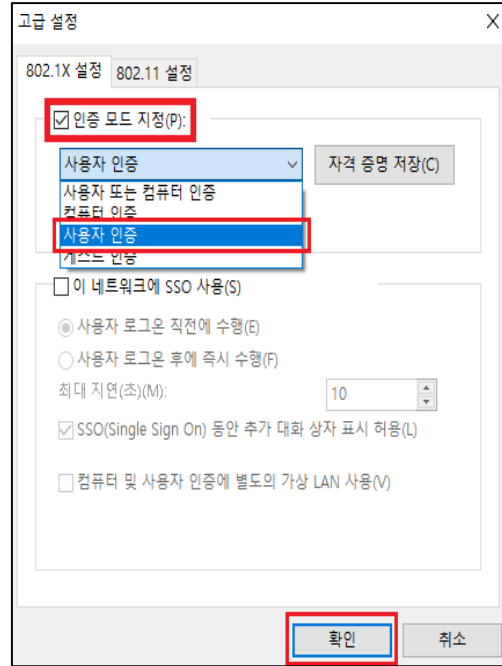 고급 설정
802.1X 설정 802.11 설정
인증 모드 지정(P):
사용자 인증 자격 증명 저장(C)
사용자 또는 컴퓨터 인증
컴퓨터 인증
사용자 인증
게스트 인증
이 네트워크에 SSO 사용(S)
사용자 로그온 직전에 수행(E)
사용자 로그온 후에 즉시 수행(F)
최대 지연(초)(M): 10
SSO(Single Sign On) 동안 추가 대화 상자 표시 허용(L)
컴퓨터 및 사용자 인증에 별도의 가상 LAN 사용(V)
확인 취소